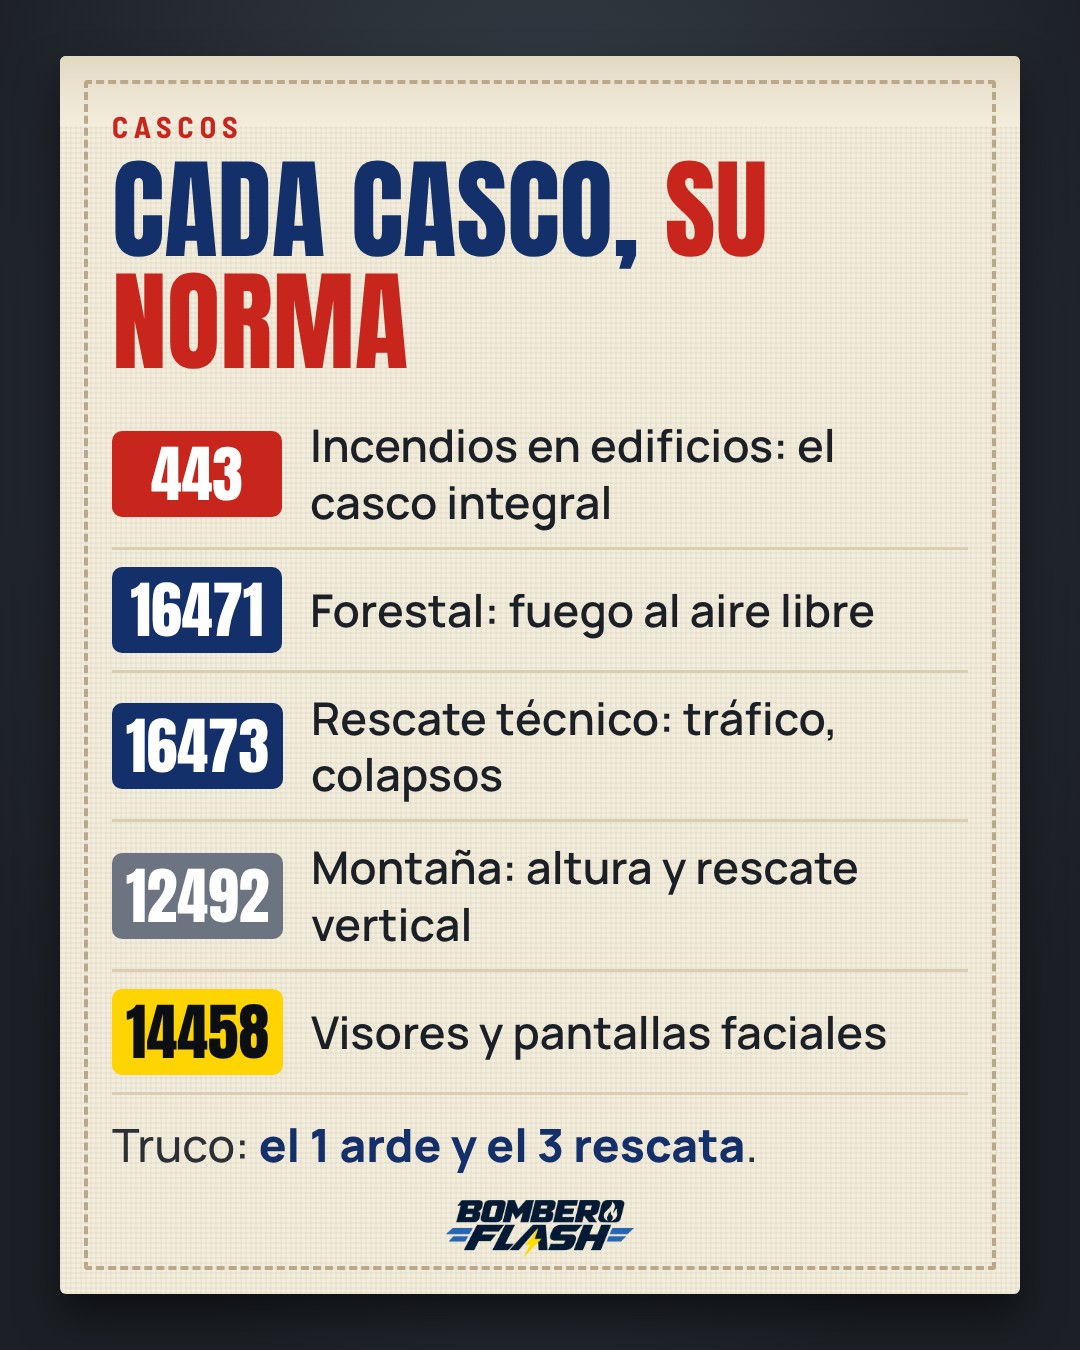 CASCOS
CADA CASCO, SU
NORMA
443
Incendios en edificios: el
casco integral
16471
Forestal: fuego al aire libre
16473
Rescate técnico: tráfico,
colapsos
12492
Montaña: altura y rescate
vertical
14458
Visores y pantallas faciales
Truco: el 1 arde y el 3 rescata.
BOMBERO
FLASH